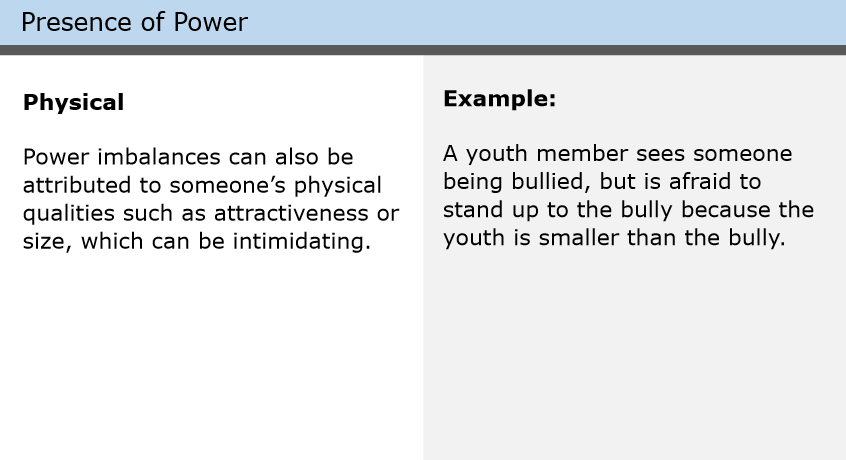 Presence of Power
Physical
Power imbalances can also be
attributed to someone’s physical
qualities such as attractiveness or
size, which can be intimidating.
Example:
A youth member sees someone
being bullied, but is afraid to
stand up to the bully because the
youth is smaller than the bully.